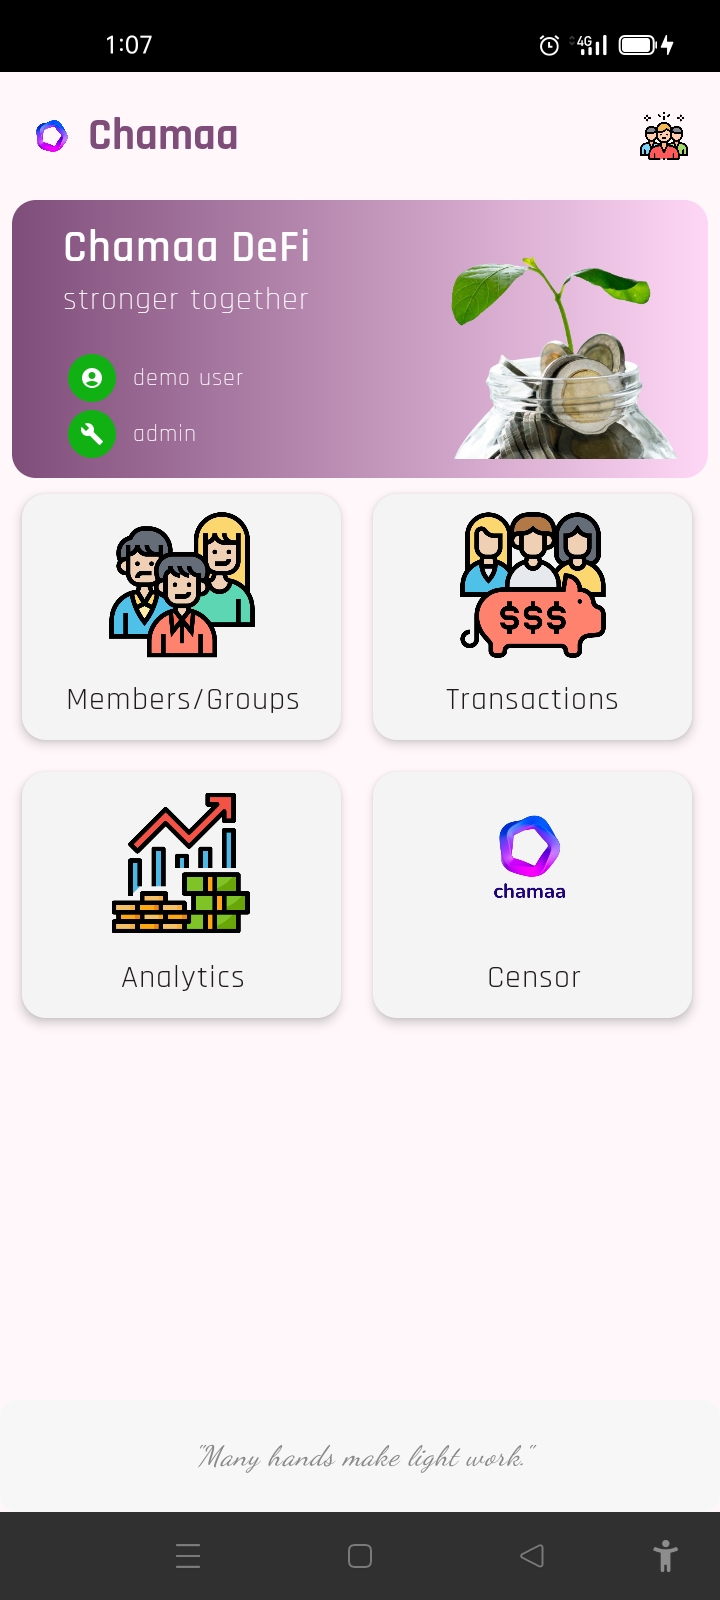 1:07
4G
Chamaa
Chamaa DeFi
stronger together
demo user
admin
$$$
Members/Groups
Transactions
chamaa
Analytics
Censor
"Many hands make light work."